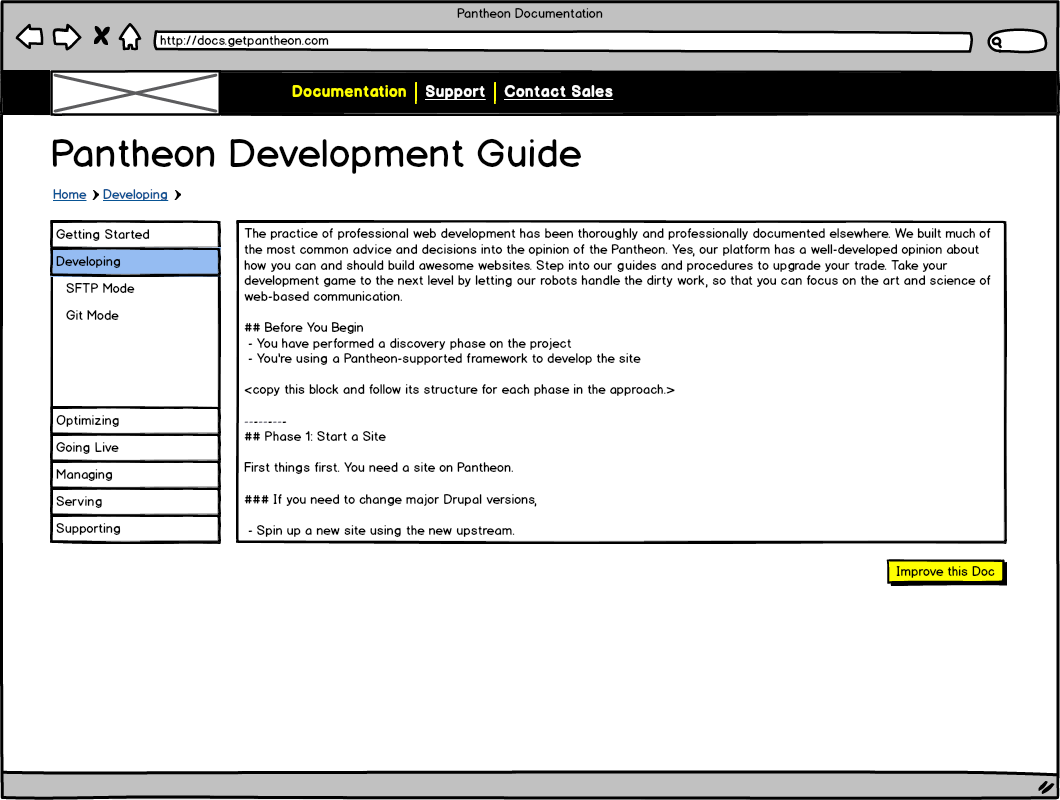 Pantheon Documentation
http://docs.getpantheon.com
Documentation
Support
Contact Sales
Pantheon Development Guide
Home
Developing
Getting Started
Developing
SFTP Mode
Git Mode
Optimizing
Going Live
Managing
Serving
Supporting
The practice of professional web development has been thoroughly and professionally documented elsewhere. We built much of
the most common advice and decisions into the opinion of the Pantheon. Yes, our platform has a well-developed opinion about
how you can and should build awesome websites. Step into our guides and procedures to upgrade your trade. Take your
development game to the next level by letting our robots handle the dirty work, so that you can focus on the art and science of
web-based communication.
## Before You Begin
- You have performed a discovery phase on the project
- You're using a Pantheon-supported framework to develop the site
<copy this block and follow its structure for each phase in the approach.>
---------
## Phase 1: Start a Site
First things first. You need a site on Pantheon.
### If you need to change major Drupal versions,
- Spin up a new site using the new upstream.
Improve this Doc